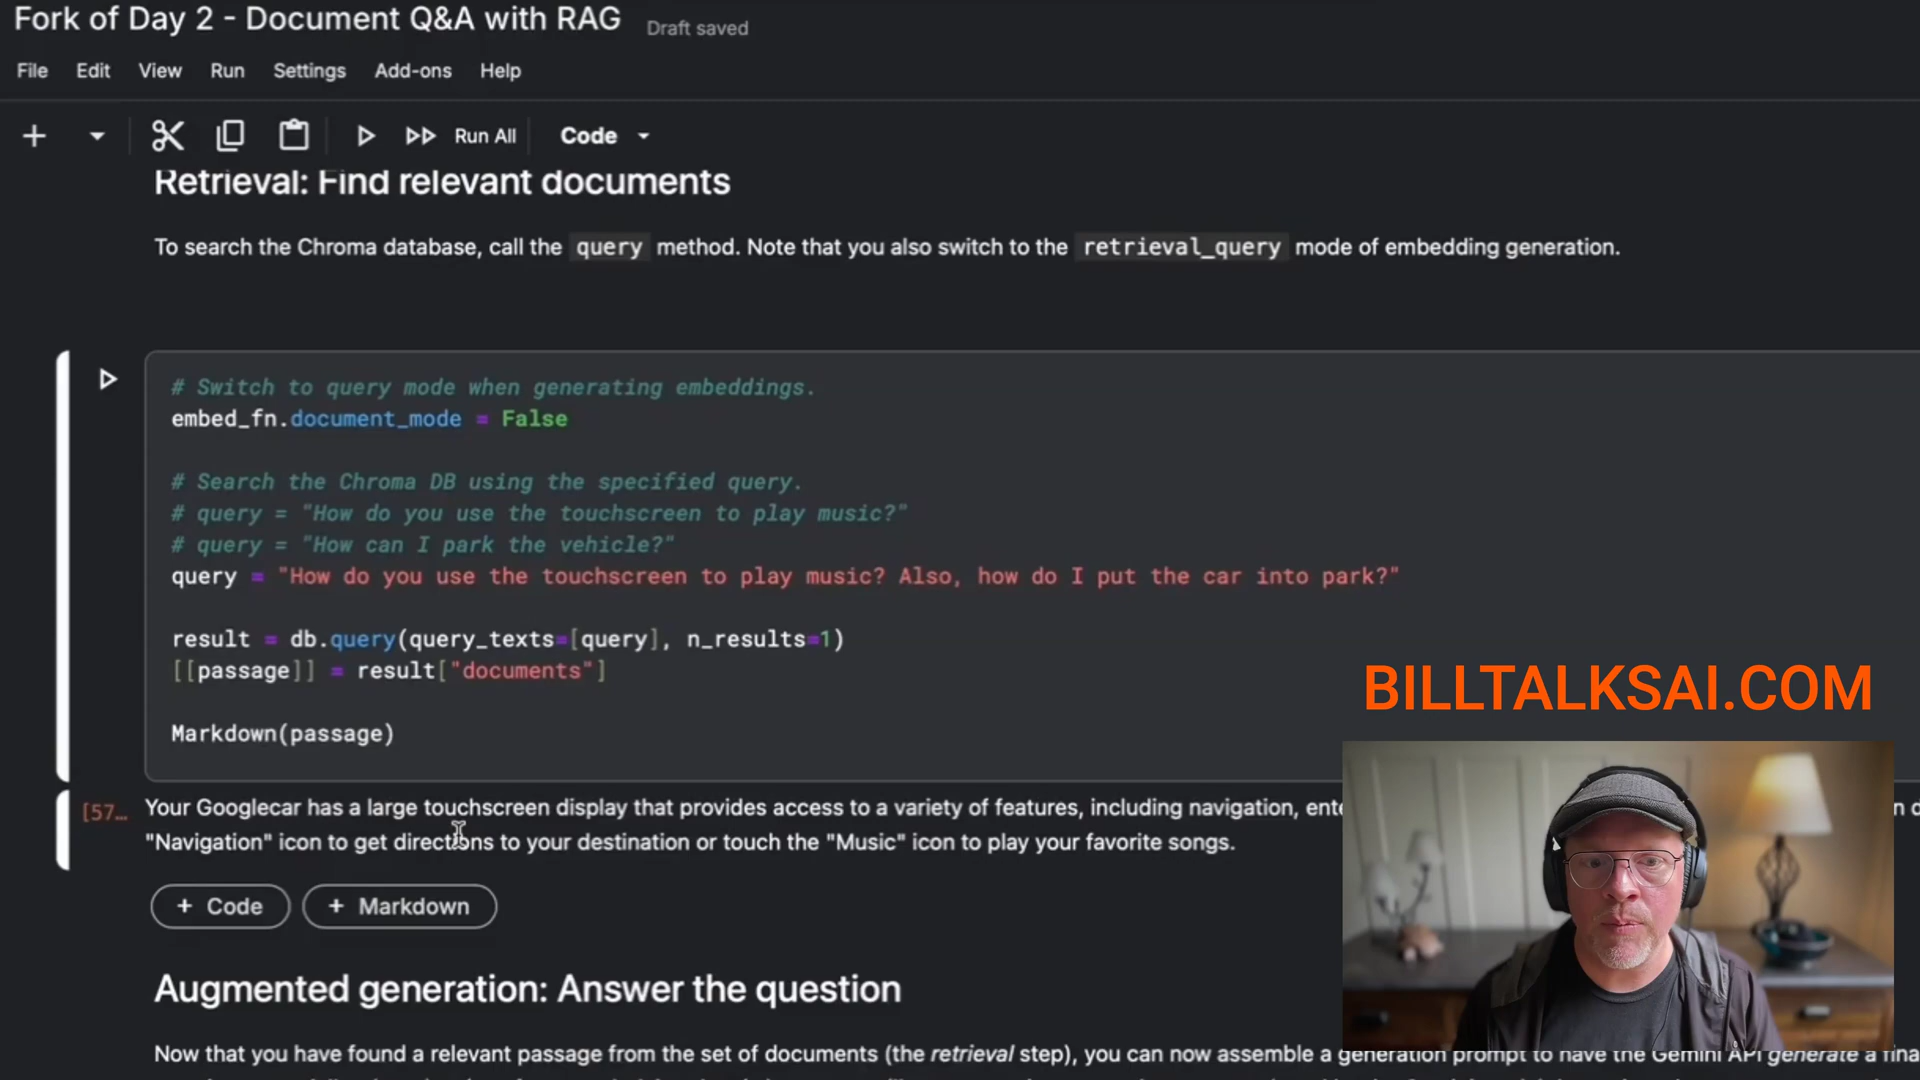 Fork of Day 2 - Document Q&A with RAG Draft saved
File Edit View Run Settings Add-ons Help
Run All Code
Retrieval: Find relevant documents
To search the Chroma database, call the query method. Note that you also switch to the retrieval_query mode of embedding generation.
# Switch to query mode when generating embeddings.
embed_fn.document_mode = False
# Search the Chroma DB using the specified query.
# query = "How do you use the touchscreen to play music?"
# query = "How can I park the vehicle?"
query = "How do you use the touchscreen to play music? Also, how do I put the car into park?"
result = db.query(query_texts=[query], n_results=1)
[[passage]] = result["documents"]
Markdown(passage)
BILLTALKSAI.COM
[57... Your Googlecar has a large touchscreen display that provides access to a variety of features, including navigation,
"Navigation" icon to get directions to your destination or touch the "Music" icon to play your favorite songs.
+ Code + Markdown
Augmented generation: Answer the question
Now that you have found a relevant passage from the set of documents (the retrieval step), you can now assemble a generation prompt to have the Gemini API generate a